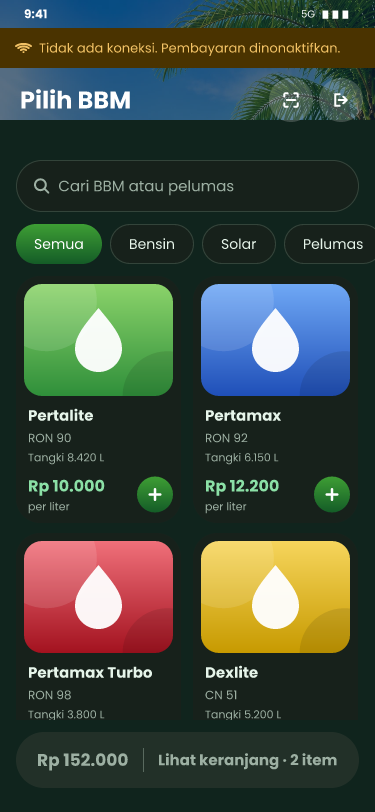 9:41
5G
Tidak ada koneksi. Pembayaran dinonaktifkan.
Pilih BBM
Cari BBM atau pelumas
Semua
Bensin
Solar
Pelumas
Pertalite
RON 90
Tangki 8.420 L
Rp 10.000
per liter
Pertamax
RON 92
Tangki 6.150 L
Rp 12.200
per liter
Pertamax Turbo
RON 98
Tangki 3.800 L
Dexlite
CN 51
Tangki 5.200 L
Rp 152.000
Lihat keranjang · 2 item